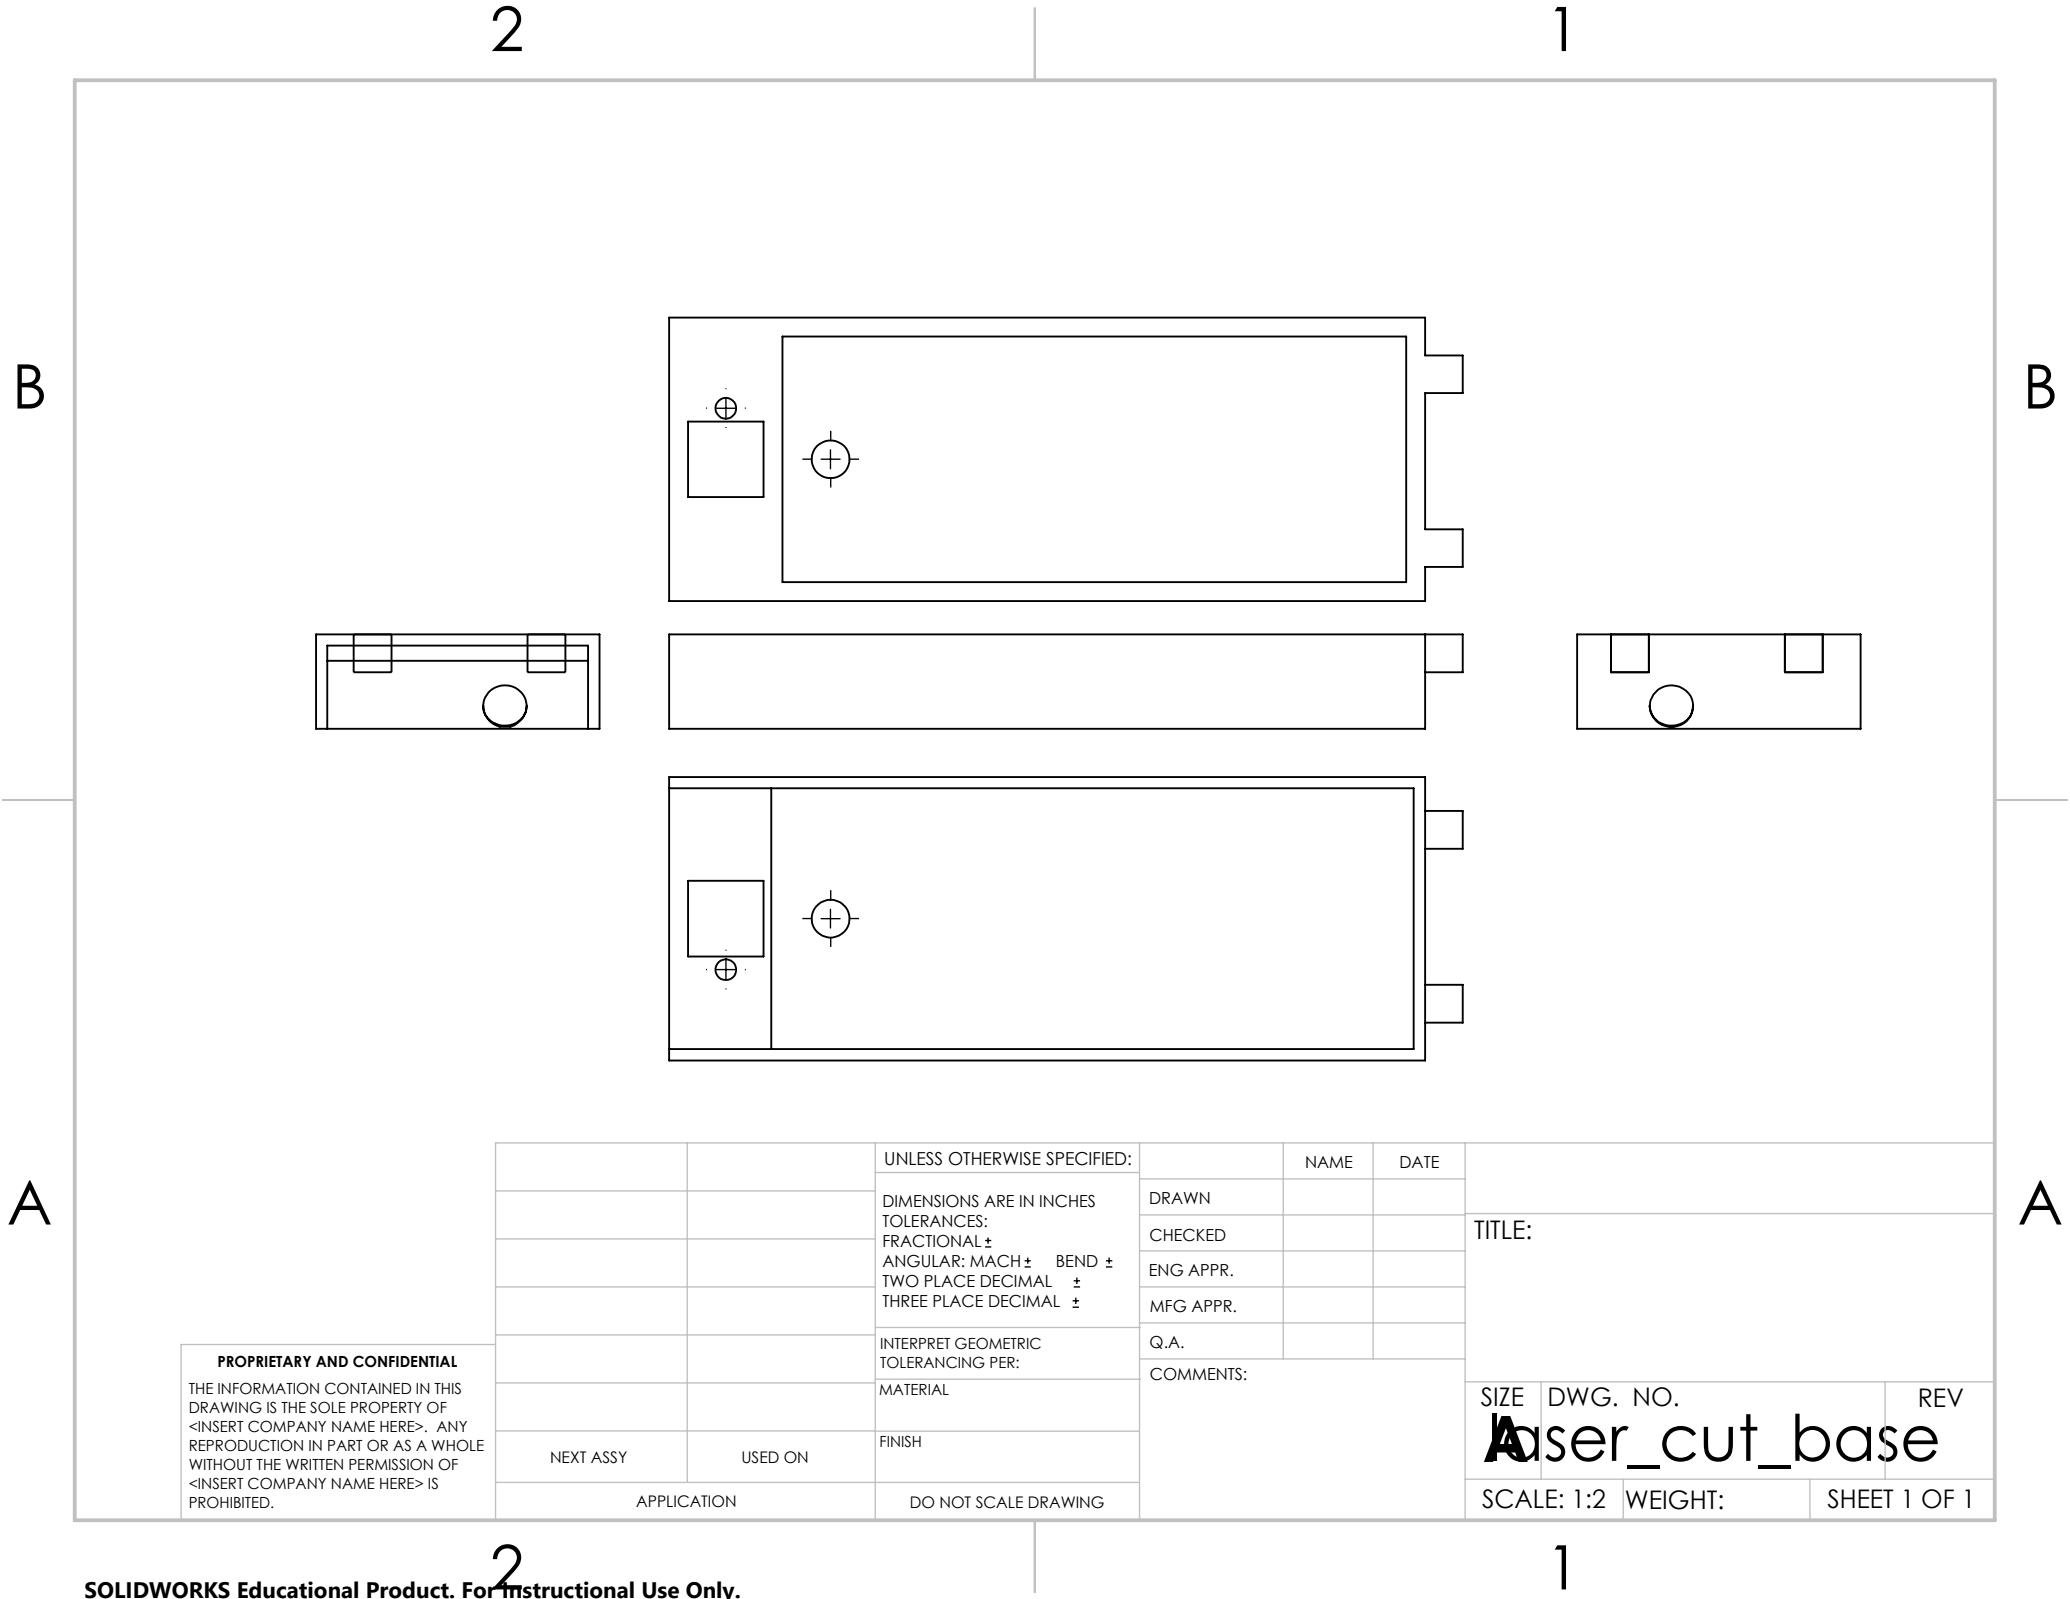 2 1
B B
A A
UNLESS OTHERWISE SPECIFIED:
DIMENSIONS ARE IN INCHES
TOLERANCES:
FRACTIONAL ±
ANGULAR: MACH ± BEND ±
TWO PLACE DECIMAL ±
THREE PLACE DECIMAL ±
INTERPRET GEOMETRIC
TOLERANCING PER:
MATERIAL
FINISH
DO NOT SCALE DRAWING
NAME DATE
DRAWN
CHECKED
ENG APPR.
MFG APPR.
Q.A.
COMMENTS:
TITLE:
SIZE DWG. NO. REV
A laser_cut_base
SCALE: 1:2 WEIGHT: SHEET 1 OF 1
PROPRIETARY AND CONFIDENTIAL
THE INFORMATION CONTAINED IN THIS
DRAWING IS THE SOLE PROPERTY OF
<INSERT COMPANY NAME HERE>. ANY
REPRODUCTION IN PART OR AS A WHOLE
WITHOUT THE WRITTEN PERMISSION OF
<INSERT COMPANY NAME HERE> IS
PROHIBITED.
NEXT ASSY USED ON
APPLICATION
2 1
SOLIDWORKS Educational Product. For Instructional Use Only.